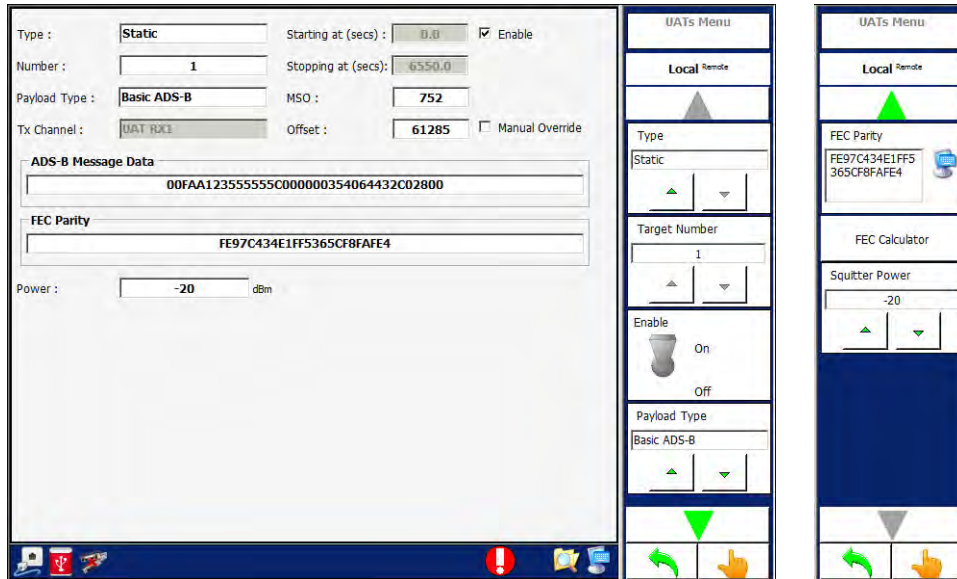 Type : Static Starting at (secs) : 0.0 Enable
Number : 1 Stopping at (secs): 6550.0
Payload Type : Basic ADS-B MSO : 752
Tx Channel : UAT RX1 Offset : 61285 Manual Override
ADS-B Message Data
00FAA123555555C000000354064432C02800
FEC Parity
FE97C434E1FF5365CF8FAFE4
Power : -20 dBm
UATs Menu
Local Remote
Type
Static
Target Number
1
Enable
On
Off
Payload Type
Basic ADS-B
UATs Menu
Local Remote
FEC Parity
FE97C434E1FF5
365CF8FAFE4
FEC Calculator
Squitter Power
-20